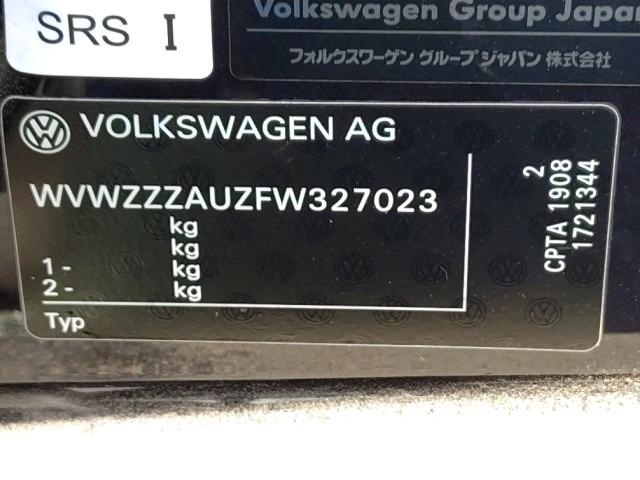 SRS I
Volkswagen Group Japan
フォルクスワーゲン グループ ジャパン 株式会社
VOLKSWAGEN AG
WVWZZZAUZFW327023
kg
kg
1 - kg
2 - kg
Typ
2
CPTA 1908
1721344